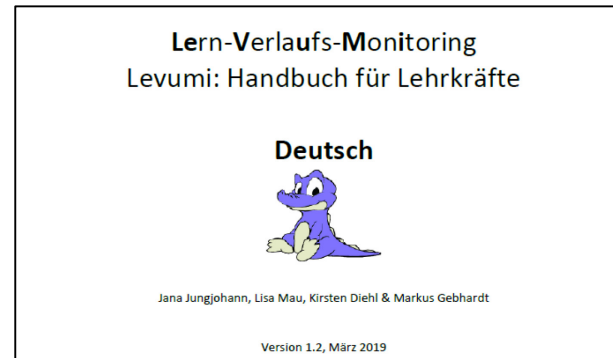 Lern-Verlaufs-Monitoring
Levumi: Handbuch für Lehrkräfte
Deutsch
Jana Jungjohann, Lisa Mau, Kirsten Diehl & Markus Gebhardt
Version 1.2, März 2019